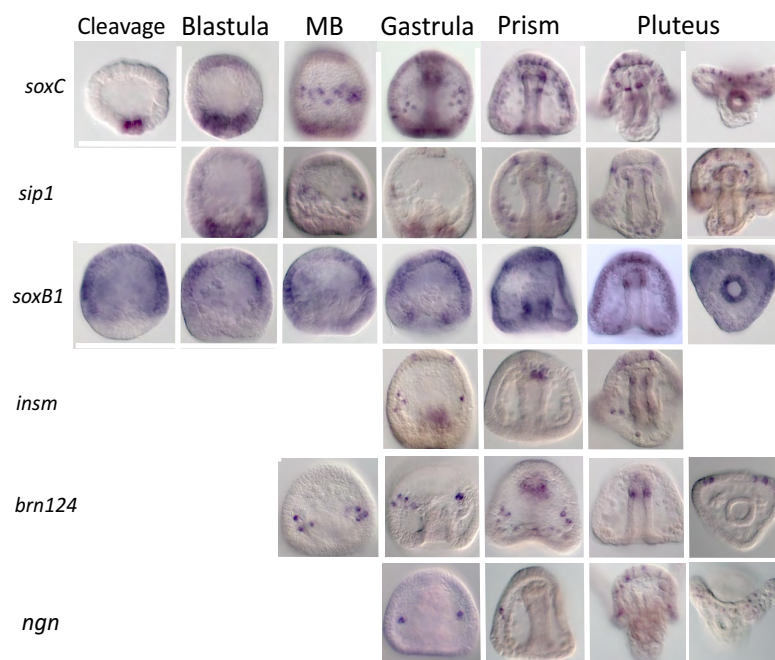 Cleavage Blastula MB Gastrula Prism Pluteus
soxC
sip1
soxB1
insm
brn124
ngn